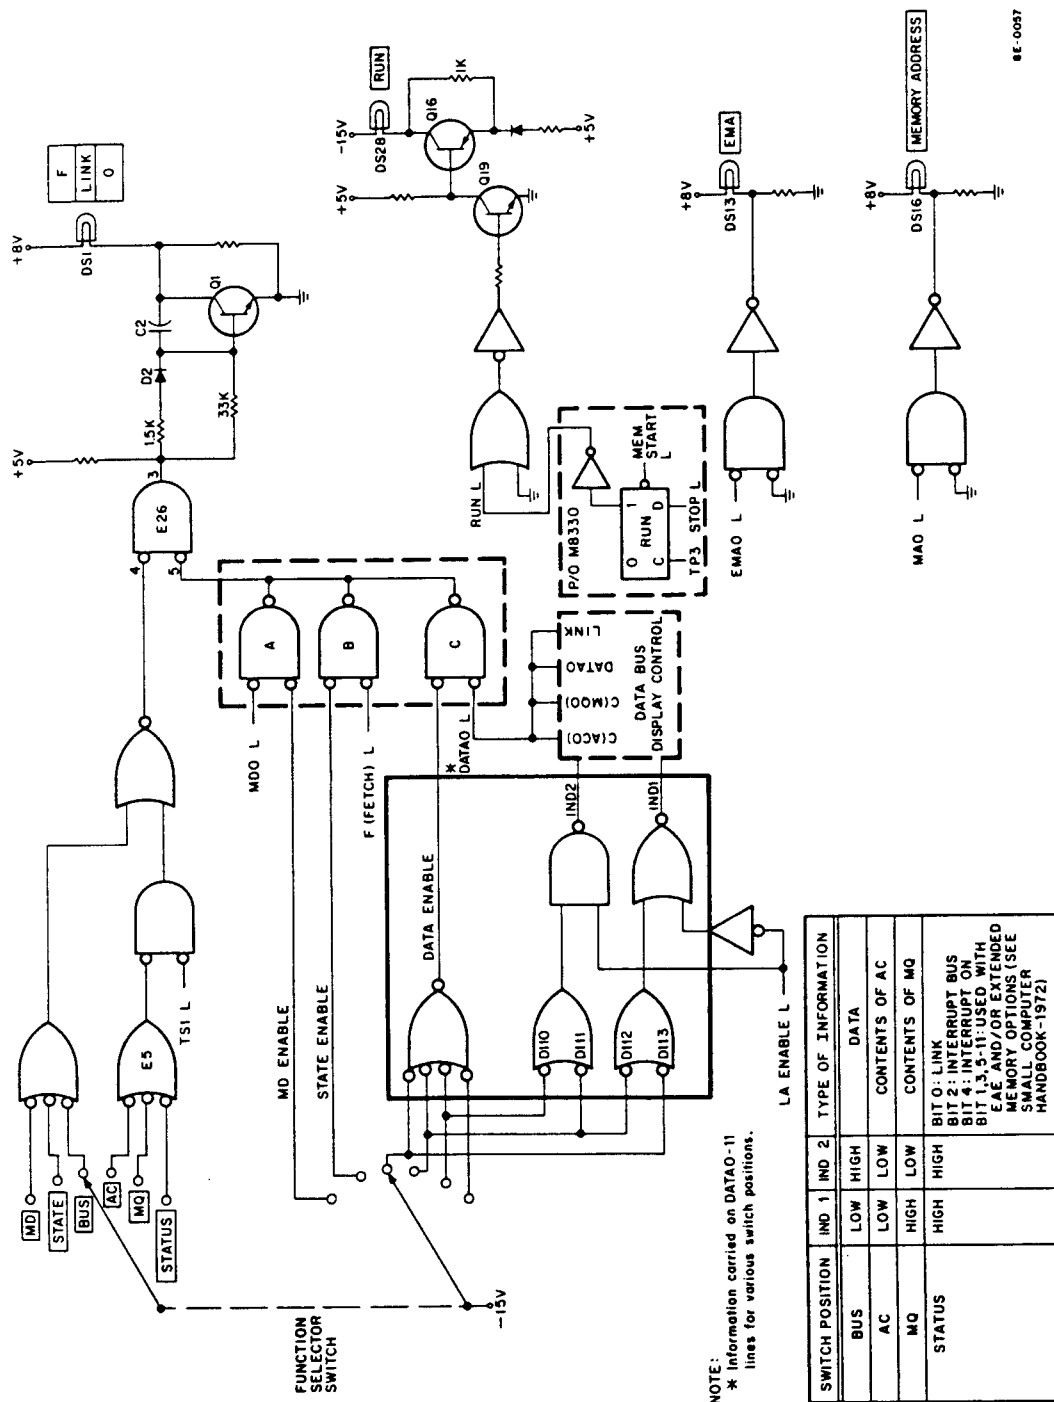 +8V
DS1
F
LINK
0
+5V
1.5K
D2
C2
33K
Q1
3
E26
4
5
MD
STATE
BUS
AC
MQ
STATUS
E5
TS1 L
FUNCTION
SELECTOR
SWITCH
-15V
MD ENABLE
STATE ENABLE
MD0 L
F (FETCH) L
A
B
C
DATA ENABLE
*
DATA0 L
DI10
DI11
DI12
DI13
IND2
IND1
LA ENABLE L
C(AC0)
C(MQ0)
DATA0
LINK
DATA BUS
DISPLAY CONTROL
RUN L
P/O M8330
0
1
RUN
C
D
MEM
START
L
TP3
STOP L
+5V
Q19
-15V
DS28
RUN
Q16
1K
+5V
EMA0 L
+8V
DS13
EMA
MA0 L
+8V
DS16
MEMORY ADDRESS
8E-0057
NOTE:
* Information carried on DATA0-11
lines for various switch positions.
SWITCH POSITION IND 1 IND 2 TYPE OF INFORMATION
BUS LOW HIGH DATA
AC LOW LOW CONTENTS OF AC
MQ HIGH LOW CONTENTS OF MQ
STATUS HIGH HIGH BIT 0: LINK
BIT 2: INTERRUPT BUS
BIT 4: INTERRUPT ON
BIT 1,3,5-11: USED WITH
EAE AND/OR EXTENDED
MEMORY OPTIONS (SEE
SMALL COMPUTER
HANDBOOK-1972)